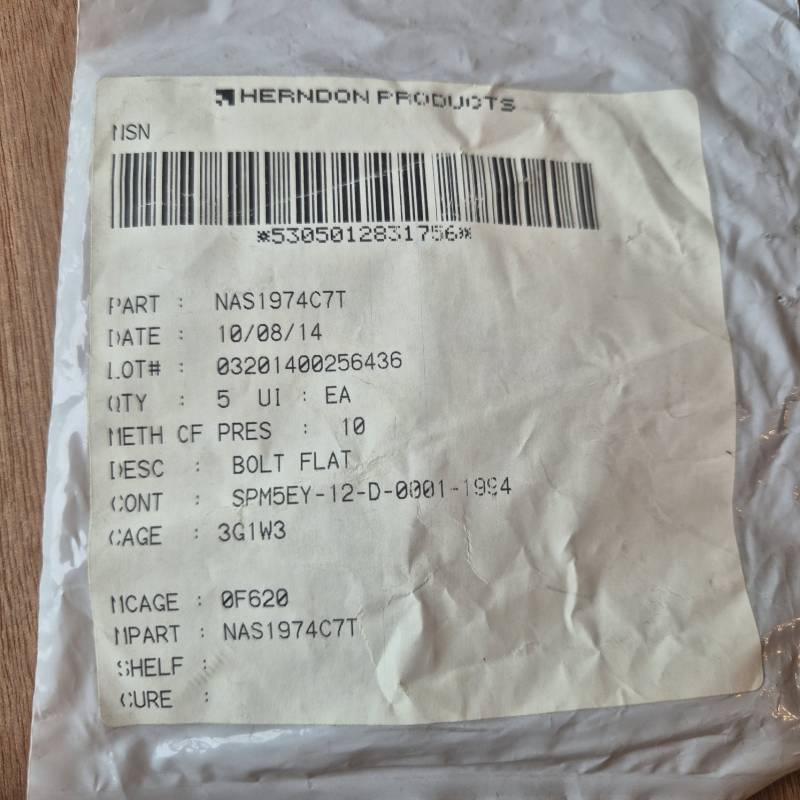 HERNDON PRODUCTS
NSN
*5305012831756*
PART : NAS1974C7T
DATE : 10/08/14
LOT# : 03201400256436
QTY : 5 UI : EA
METH OF PRES : 10
DESC : BOLT FLAT
CONT : SPM5EY-12-D-0001-1994
CAGE : 3G1W3
MCAGE : 0F620
MPART : NAS1974C7T
SHELF :
CURE :